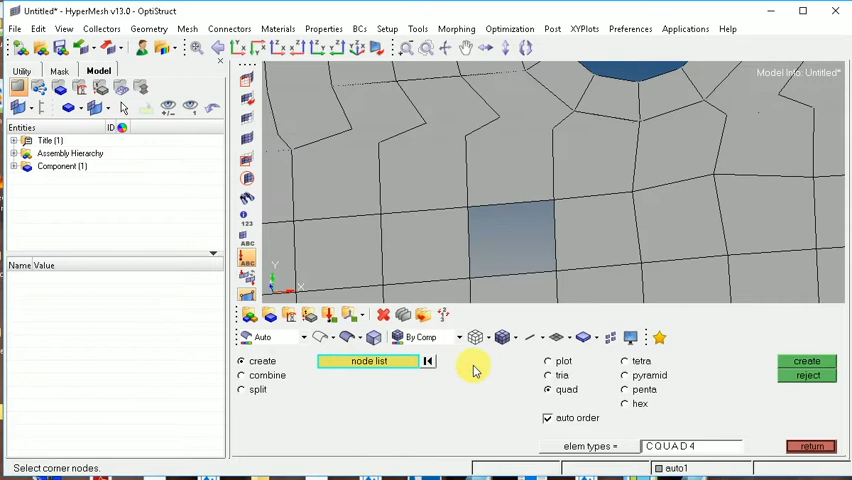 Untitled* - HyperMesh v13.0 - OptiStruct
File Edit View Collectors Geometry Mesh Connectors Materials Properties BCs Setup Tools Morphing Optimization Post XYPlots Preferences Applications Help
Utility Mask Model
Model Info: Untitled*
Entities ID
Title (1)
Assembly Hierarchy
Component (1)
Name Value
123
ABC
ABC
Y
X
Auto By Comp
create node list plot tetra create
combine tria pyramid reject
split quad penta
hex
auto order
elem types = CQUAD4 return
Select corner nodes. auto1